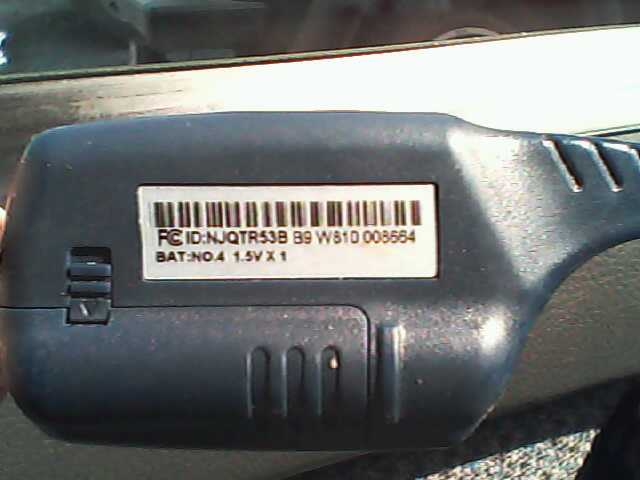 FC ID:NJQTR53B B9 W810 008664
BAT:NO.4 1.5V X 1